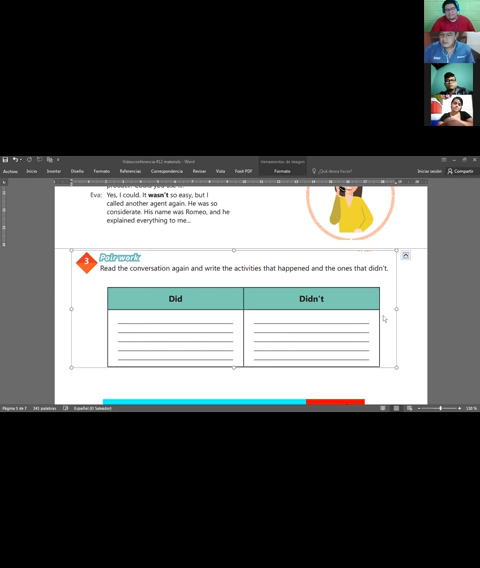 Videoconferencia R12 materials - Word
Herramientas de imagen
Archivo Inicio Insertar Diseño Formato Referencias Correspondencia Revisar Vista Foxit PDF Formato ¿Qué desea hacer? Iniciar sesión Compartir
Eva: Yes, I could. It wasn't so easy, but I
called another agent again. He was so
considerate. His name was Romeo, and he
explained everything to me...
3 Pair work
Read the conversation again and write the activities that happened and the ones that didn't.
Did Didn't
Página 5 de 7 345 palabras Español (El Salvador) 130 %